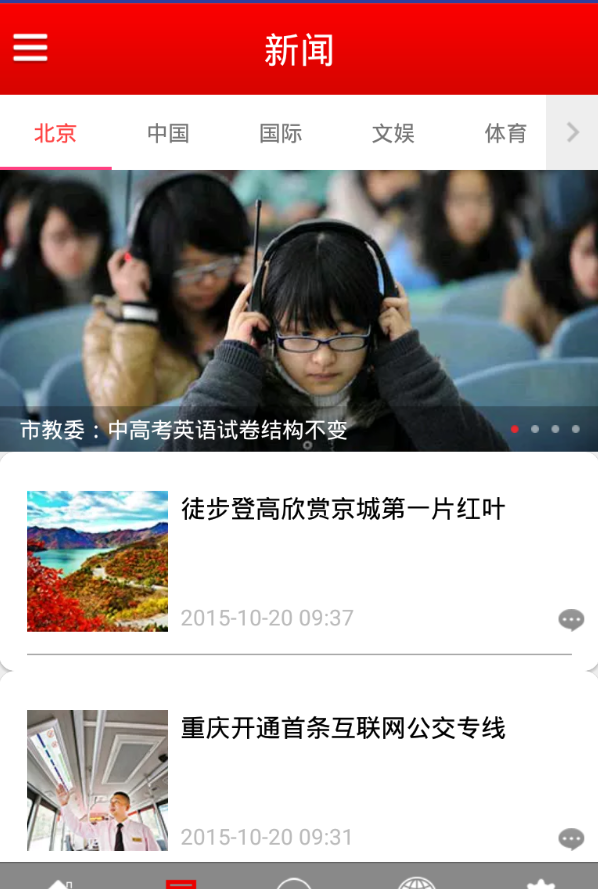 新闻
北京 中国 国际 文娱 体育
市教委：中高考英语试卷结构不变
徒步登高欣赏京城第一片红叶
2015-10-20 09:37
重庆开通首条互联网公交专线
2015-10-20 09:31